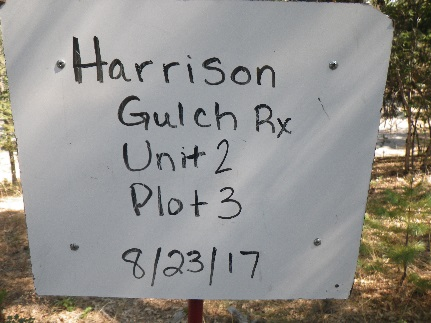 Harrison
Gulch Rx
Unit 2
Plot 3
8/23/17